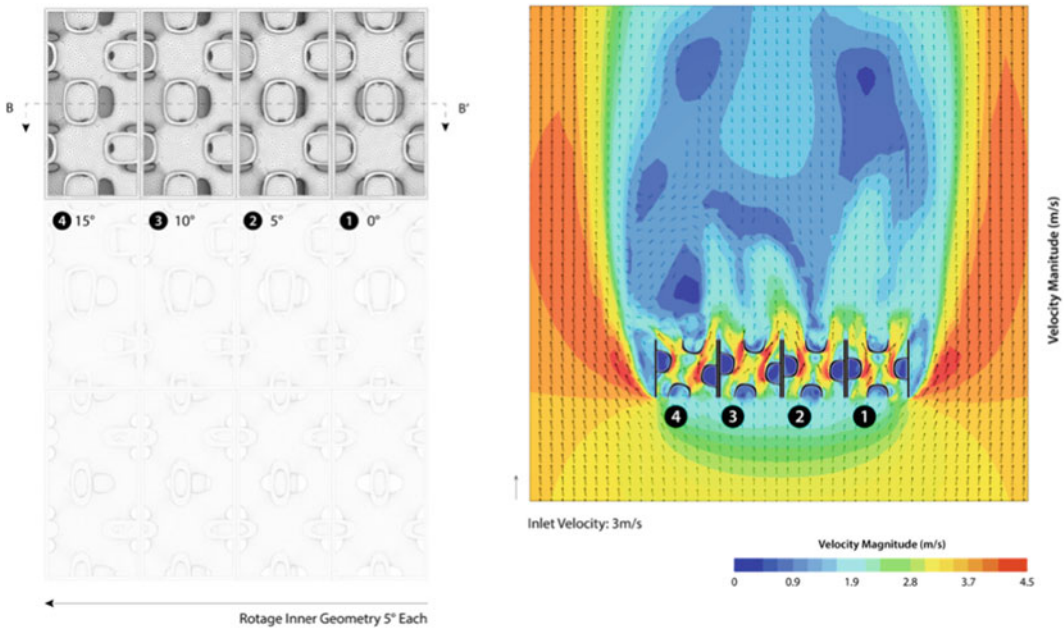 B
B'
4 15°
3 10°
2 5°
1 0°
Rotage Inner Geometry 5° Each
4
3
2
1
Velocity Manitude (m/s)
Inlet Velocity: 3m/s
Velocity Magnitude (m/s)
0 0.9 1.9 2.8 3.7 4.5